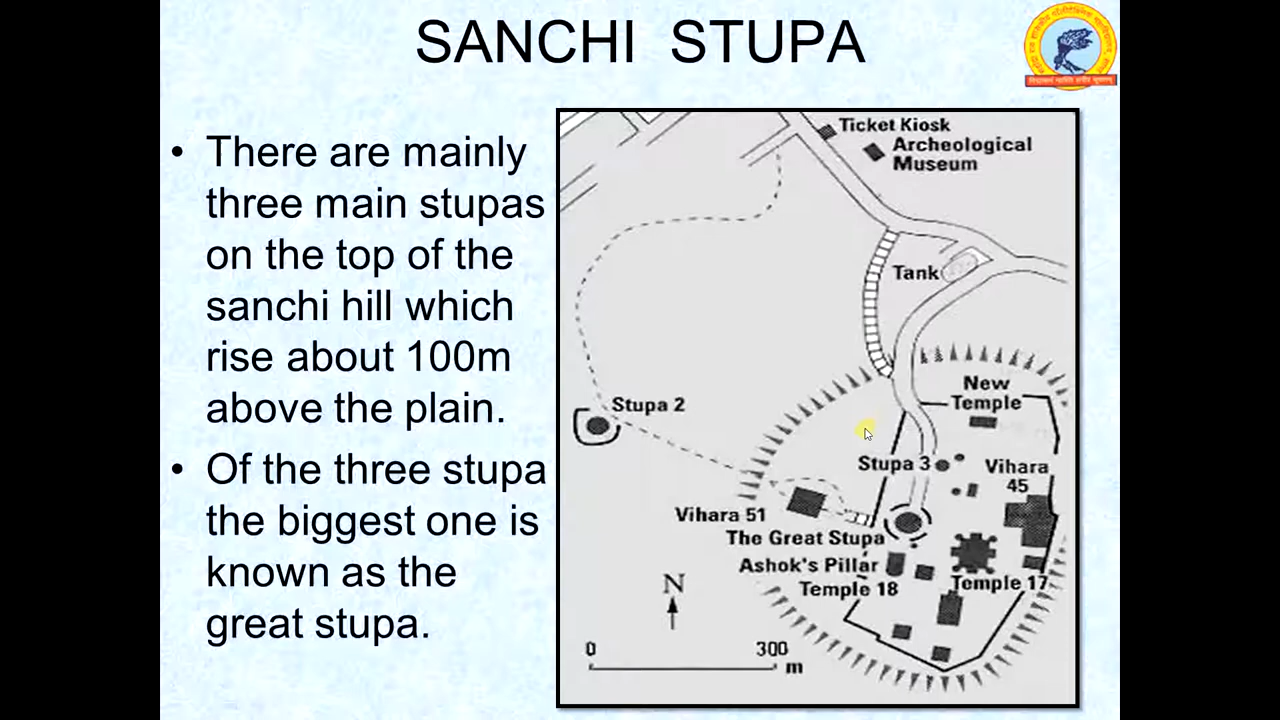 SANCHI STUPA
• There are mainly
three main stupas
on the top of the
sanchi hill which
rise about 100m
above the plain.
• Of the three stupa
the biggest one is
known as the
great stupa.
Ticket Kiosk
Archeological
Museum
Tank
New
Temple
Stupa 2
Stupa 3
Vihara
45
Vihara 51
The Great Stupa
Ashok's Pillar
Temple 18
Temple 17
N
0 300
m